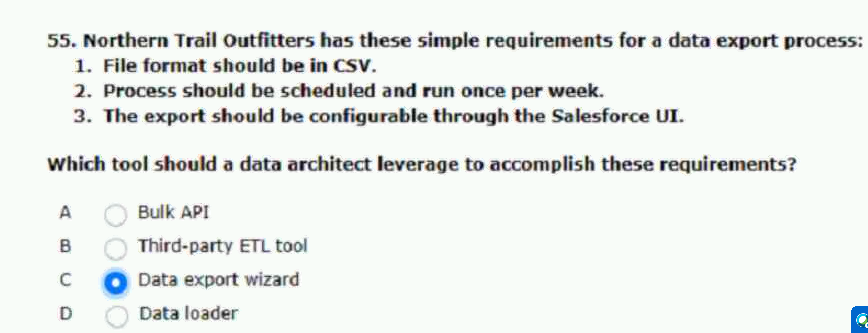 55. Northern Trail Outfitters has these simple requirements for a data export process:
1. File format should be in CSV.
2. Process should be scheduled and run once per week.
3. The export should be configurable through the Salesforce UI.
Which tool should a data architect leverage to accomplish these requirements?
A Bulk API
B Third-party ETL tool
C Data export wizard
D Data loader